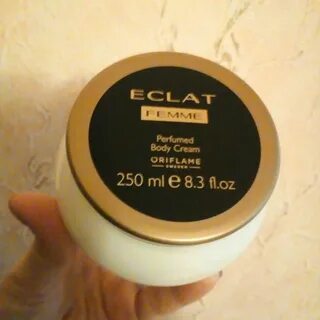 ECLAT
FEMME
Perfumed
Body Cream
ORIFLAME
SWEDEN
250 ml e 8.3 fl.oz